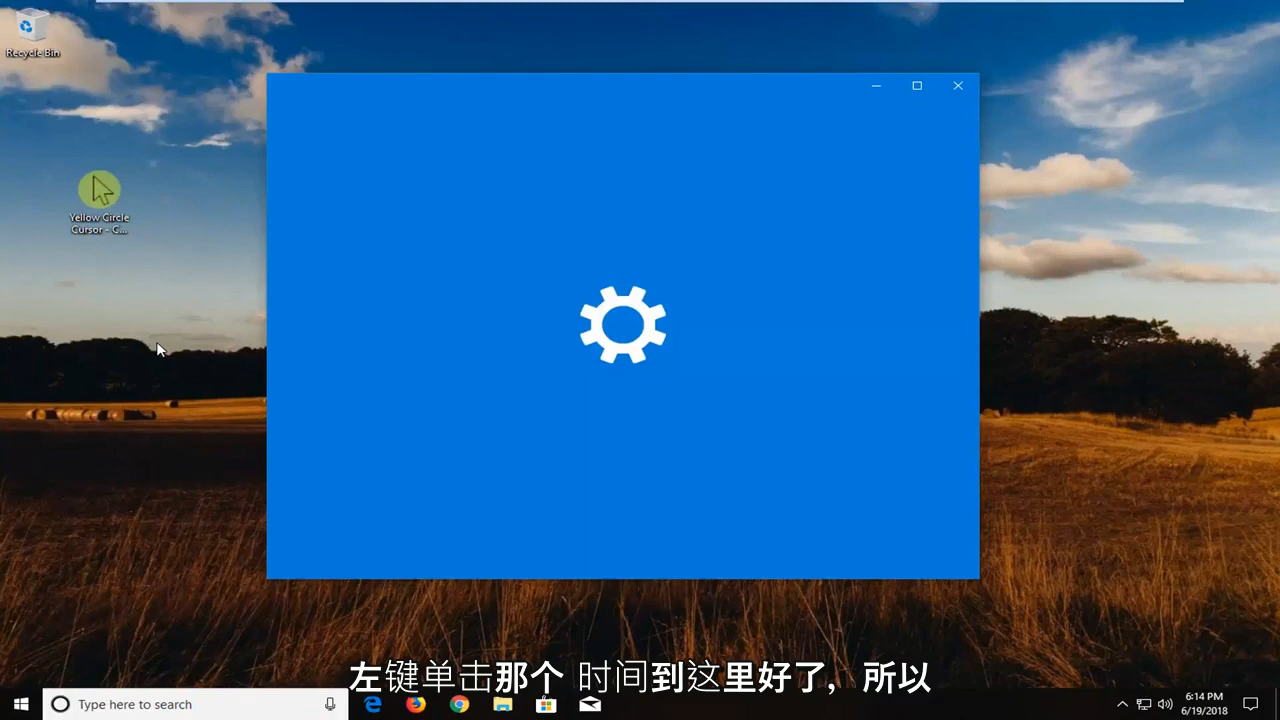 Recycle Bin
Yellow Circle
Cursor - C...
左键单击那个 时间到这里好了，所以
Type here to search
6:14 PM
6/19/2018